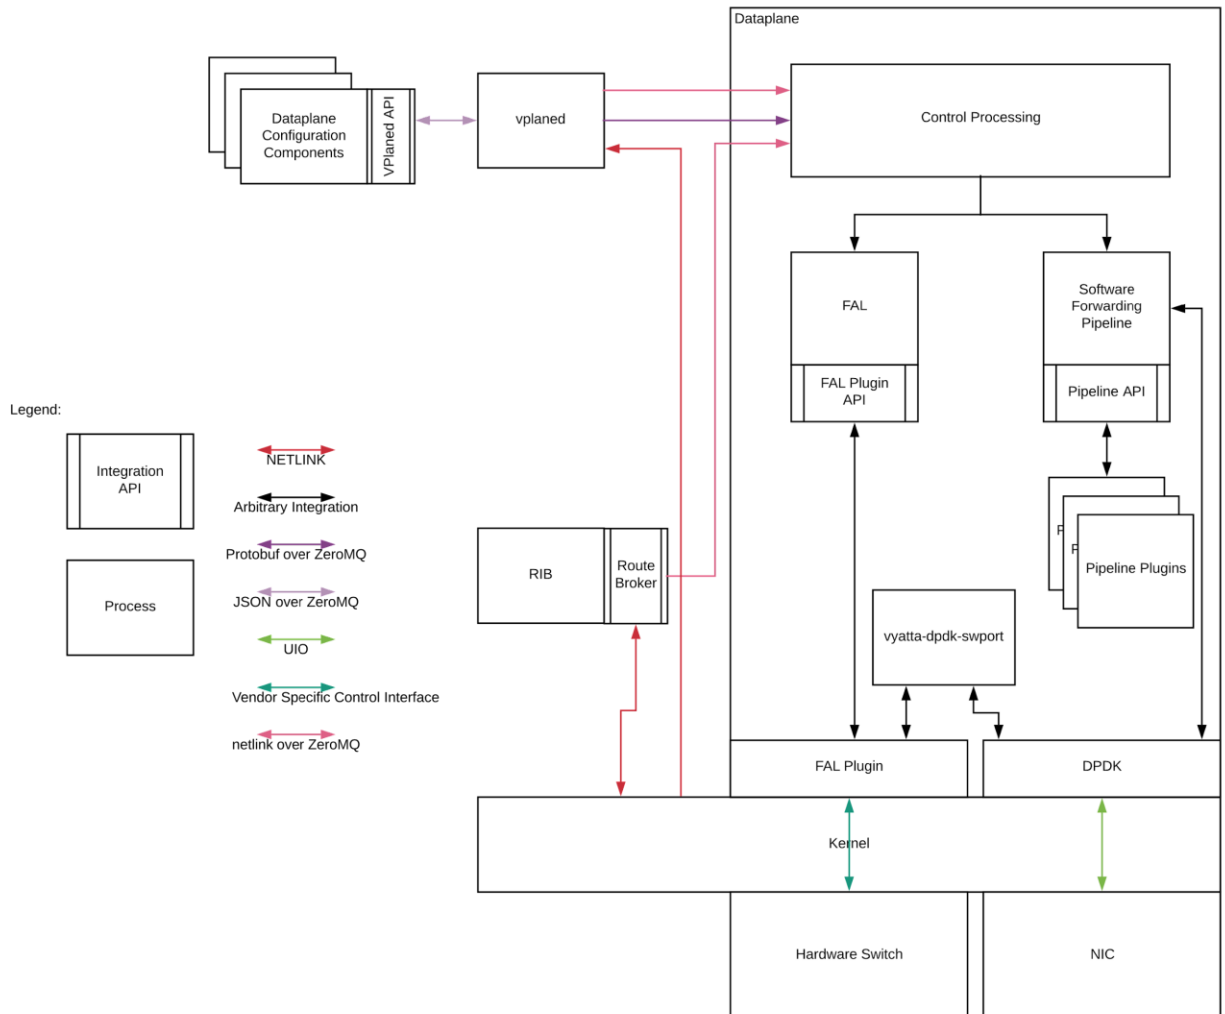 Dataplane
Dataplane
Configuration
Components
VPlaned API
vplaned
Control Processing
FAL
Software
Forwarding
Pipeline
FAL Plugin
API
Pipeline API
Legend:
Integration
API
NETLINK
Arbitrary Integration
Protobuf over ZeroMQ
Process
JSON over ZeroMQ
UIO
Vendor Specific Control Interface
netlink over ZeroMQ
RIB
Route
Broker
P
P
Pipeline Plugins
vyatta-dpdk-swport
FAL Plugin
DPDK
Kernel
Hardware Switch
NIC